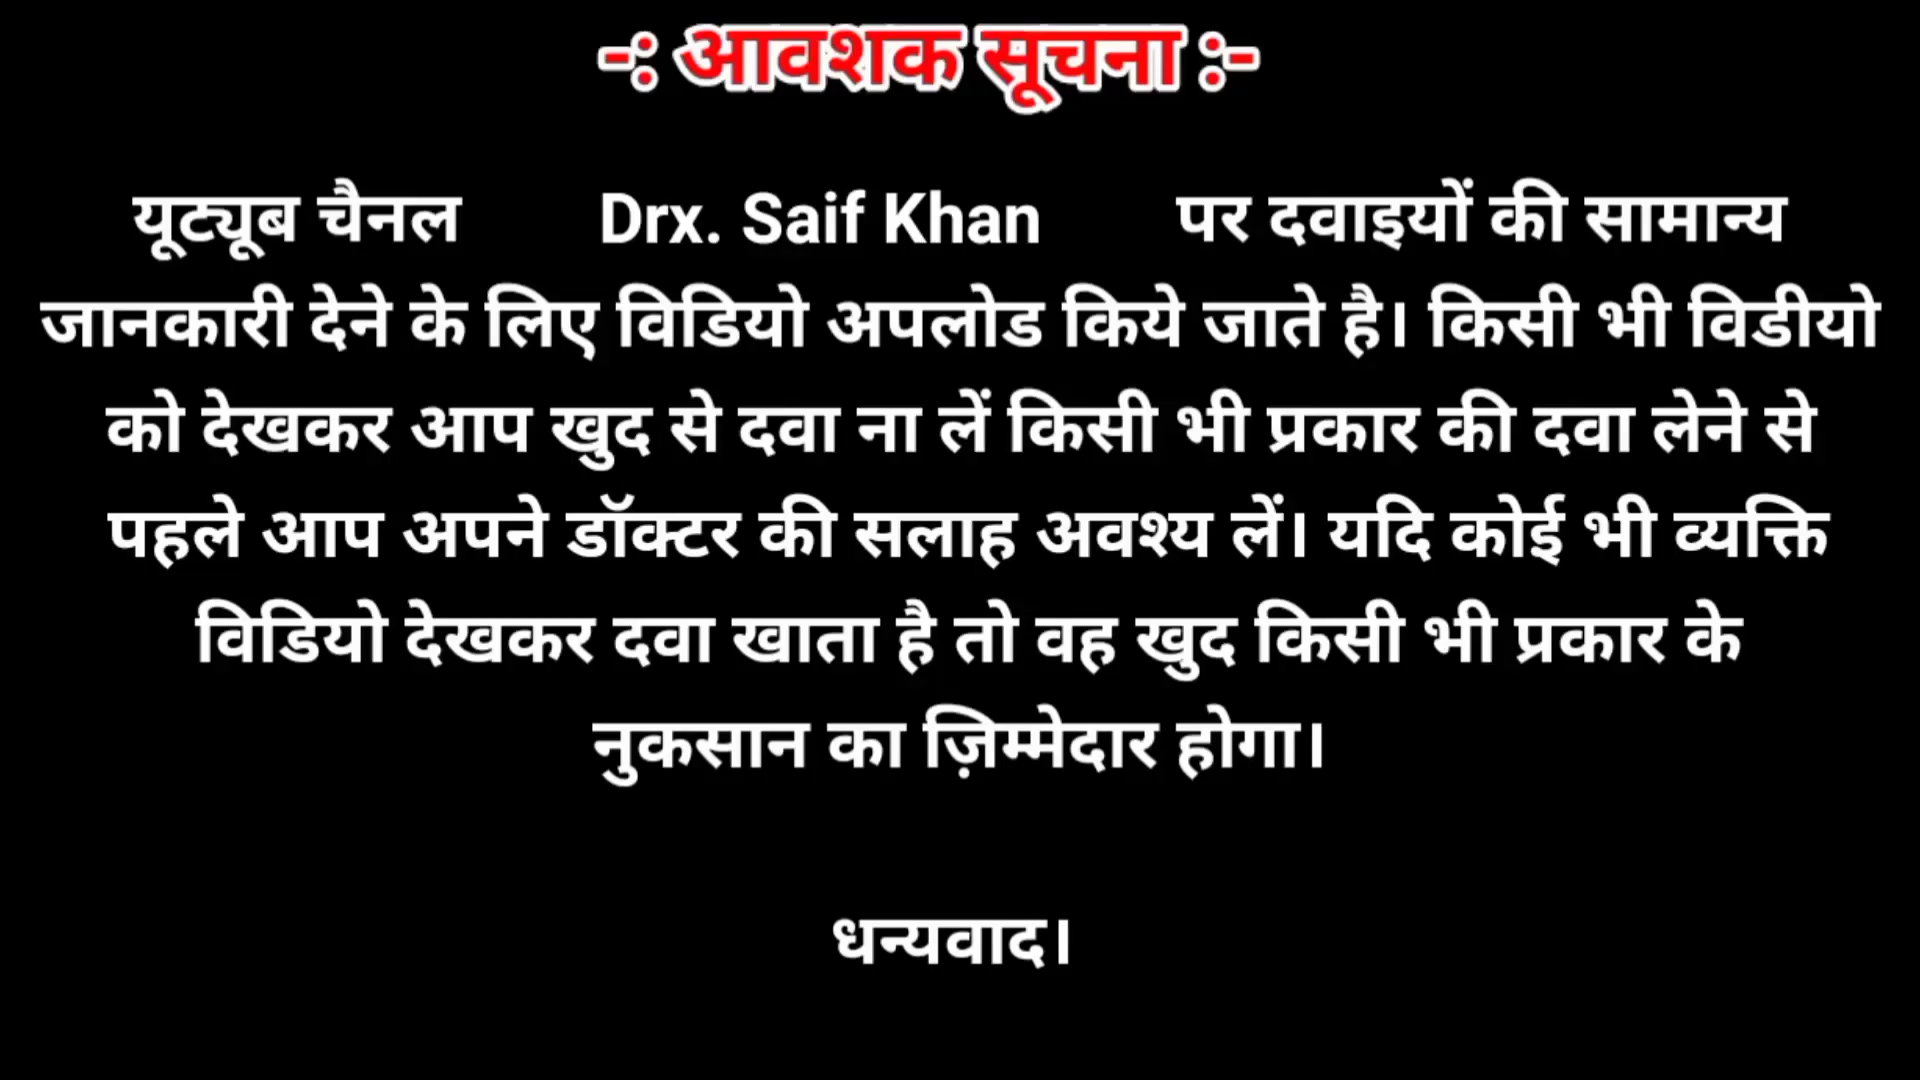 -: आवशक सूचना :-
यूट्यूब चैनल Drx. Saif Khan पर दवाइयों की सामान्य
जानकारी देने के लिए विडियो अपलोड किये जाते है। किसी भी विडीयो
को देखकर आप खुद से दवा ना लें किसी भी प्रकार की दवा लेने से
पहले आप अपने डॉक्टर की सलाह अवश्य लें। यदि कोई भी व्यक्ति
विडियो देखकर दवा खाता है तो वह खुद किसी भी प्रकार के
नुकसान का ज़िम्मेदार होगा।
धन्यवाद।